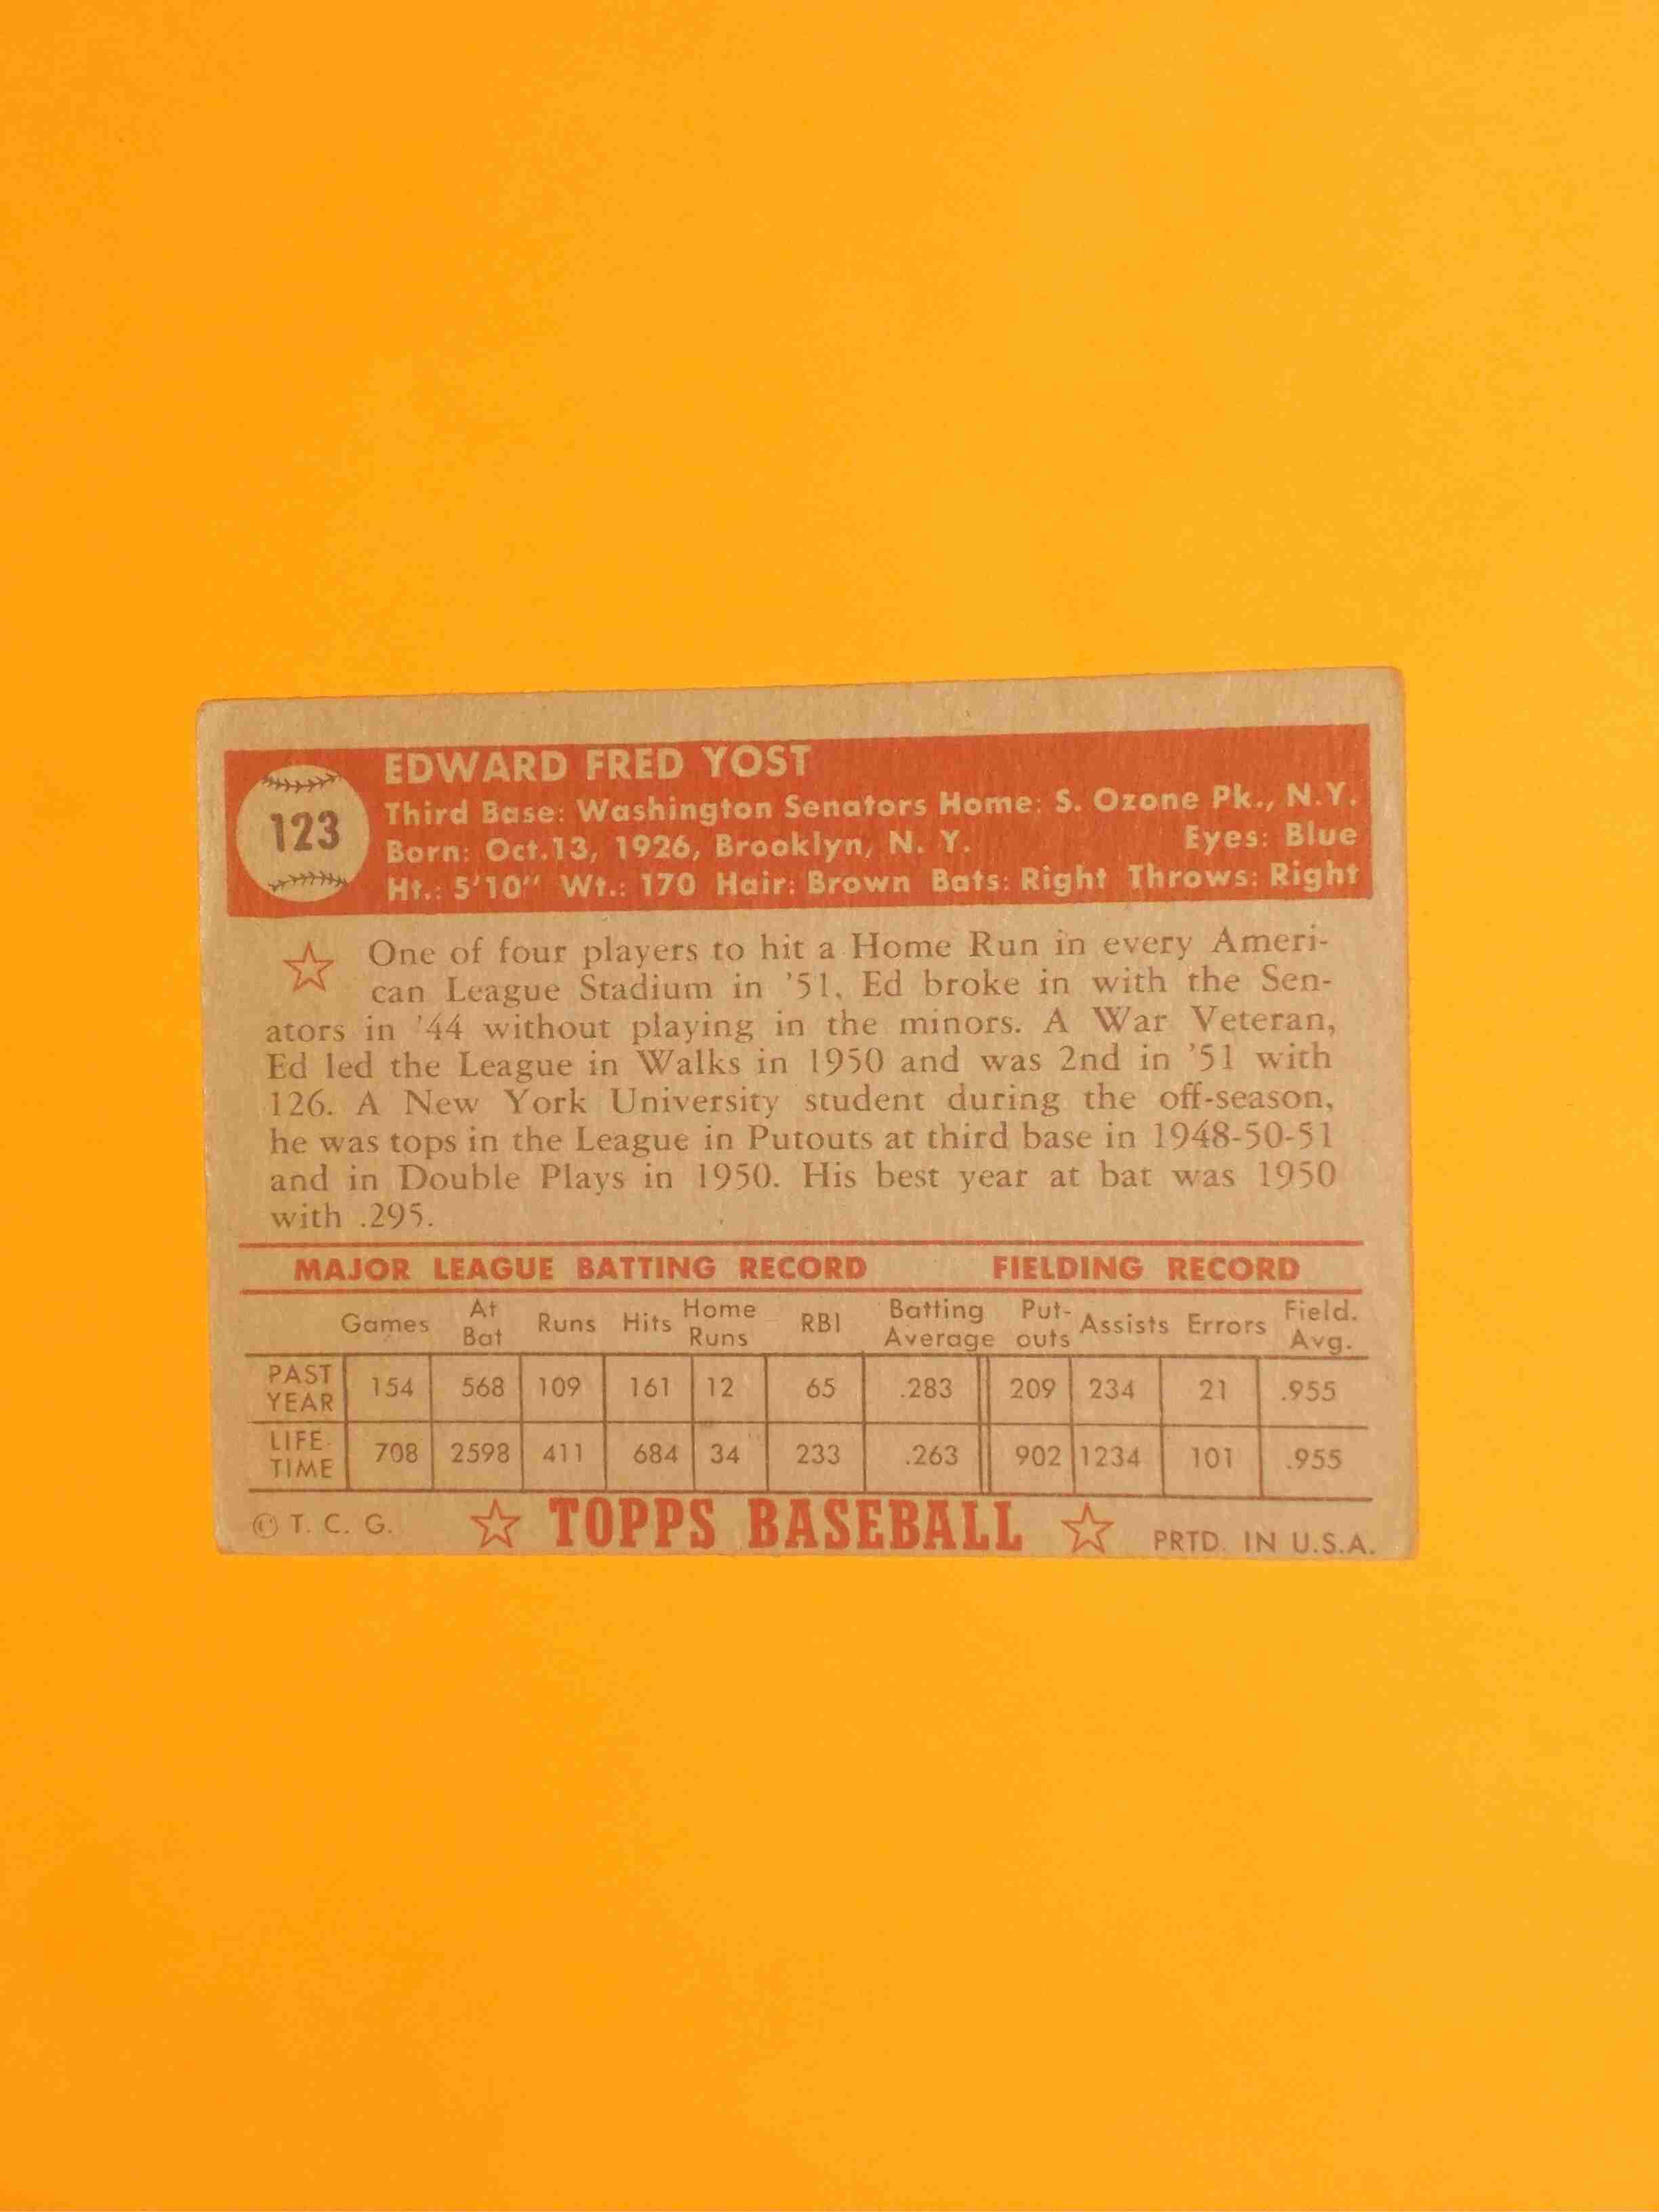 EDWARD FRED YOST
123
Third Base: Washington Senators Home: S. Ozone Pk., N.Y.
Born: Oct.13, 1926, Brooklyn, N. Y. Eyes: Blue
Ht.: 5'10" Wt.: 170 Hair: Brown Bats: Right Throws: Right
One of four players to hit a Home Run in every Ameri-
can League Stadium in '51, Ed broke in with the Sen-
ators in '44 without playing in the minors. A War Veteran,
Ed led the League in Walks in 1950 and was 2nd in '51 with
126. A New York University student during the off-season,
he was tops in the League in Putouts at third base in 1948-50-51
and in Double Plays in 1950. His best year at bat was 1950
with .295.
MAJOR LEAGUE BATTING RECORD FIELDING RECORD
Games At Bat Runs Hits Home Runs RBI Batting Average Put-outs Assists Errors Field. Avg.
PAST YEAR 154 568 109 161 12 65 .283 209 234 21 .955
LIFE-TIME 708 2598 411 684 34 233 .263 902 1234 101 .955
© T. C. G. ☆ TOPPS BASEBALL ☆ PRTD. IN U.S.A.